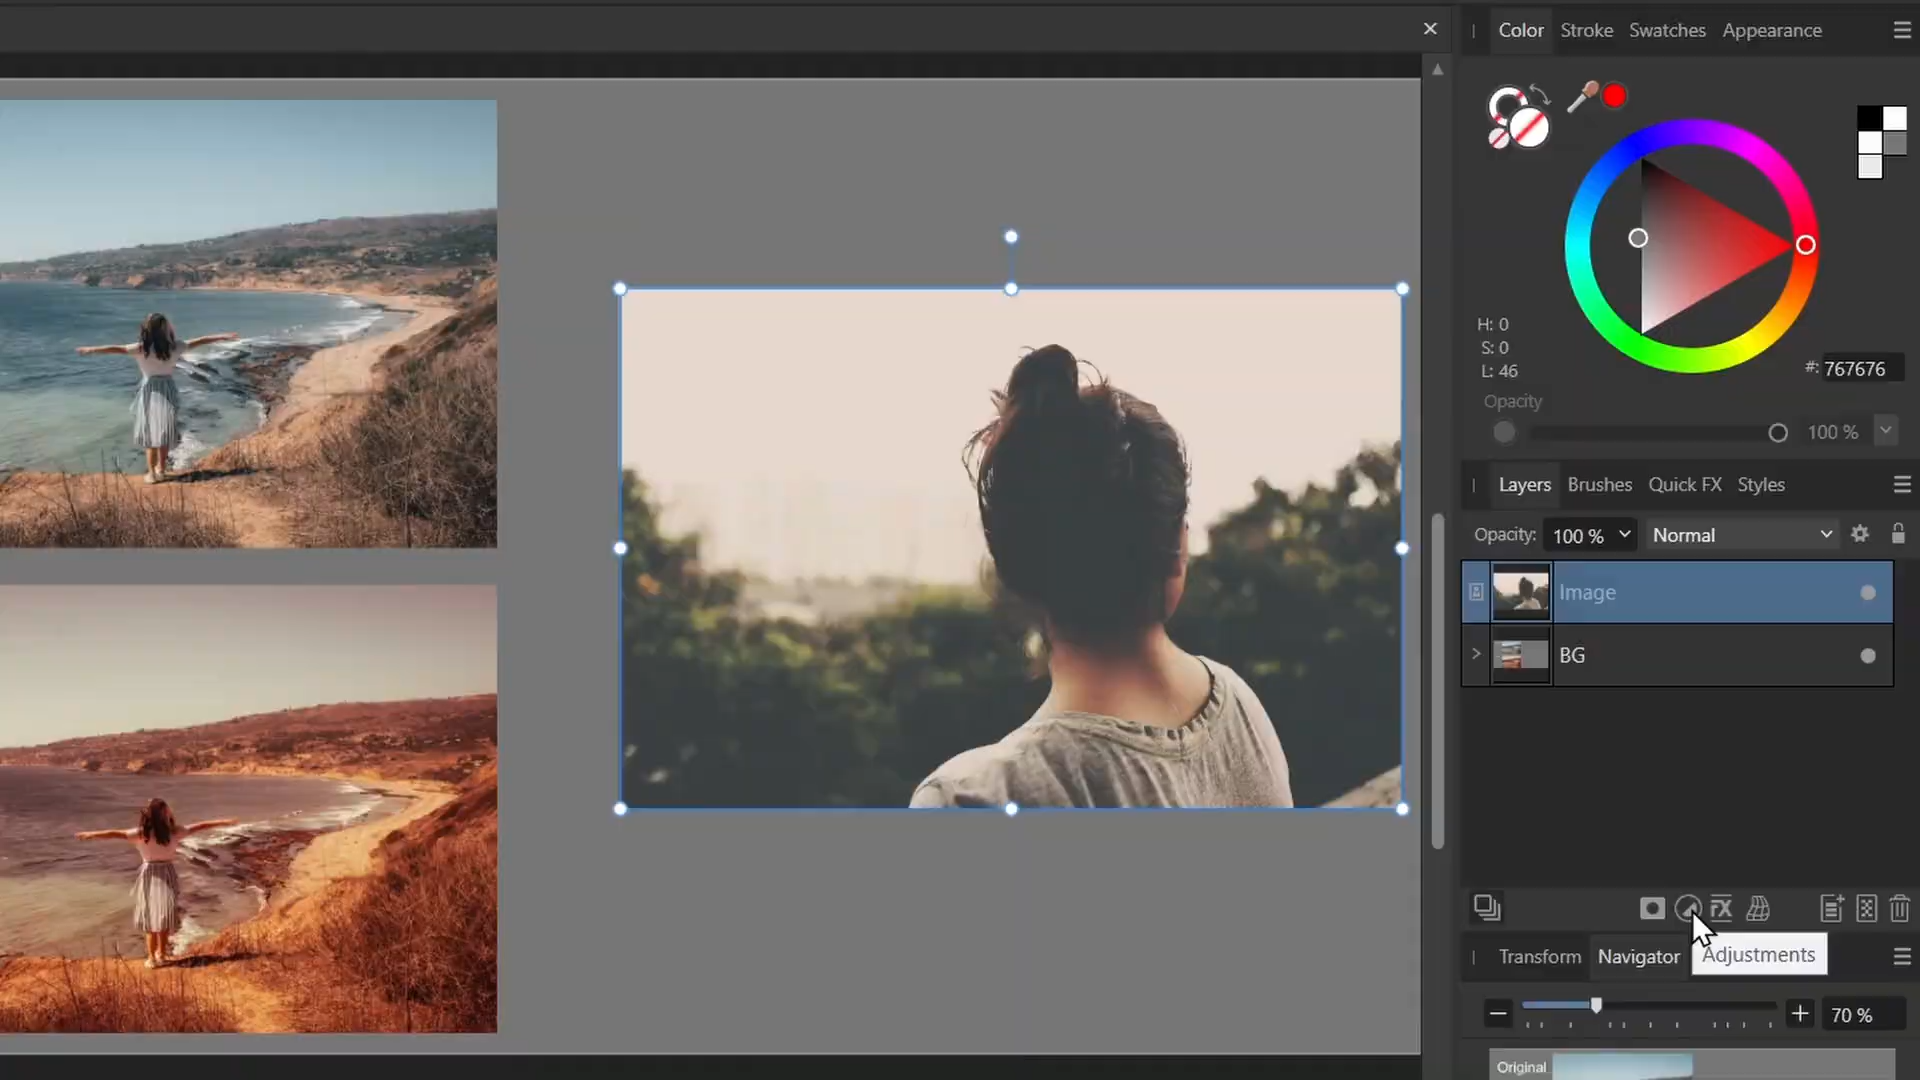 Color Stroke Swatches Appearance
H: 0
S: 0
L: 46
#: 767676
Opacity
100 %
Layers Brushes Quick FX Styles
Opacity: 100 % Normal
Image
BG
FX
Transform Navigator
Adjustments
70 %
Original